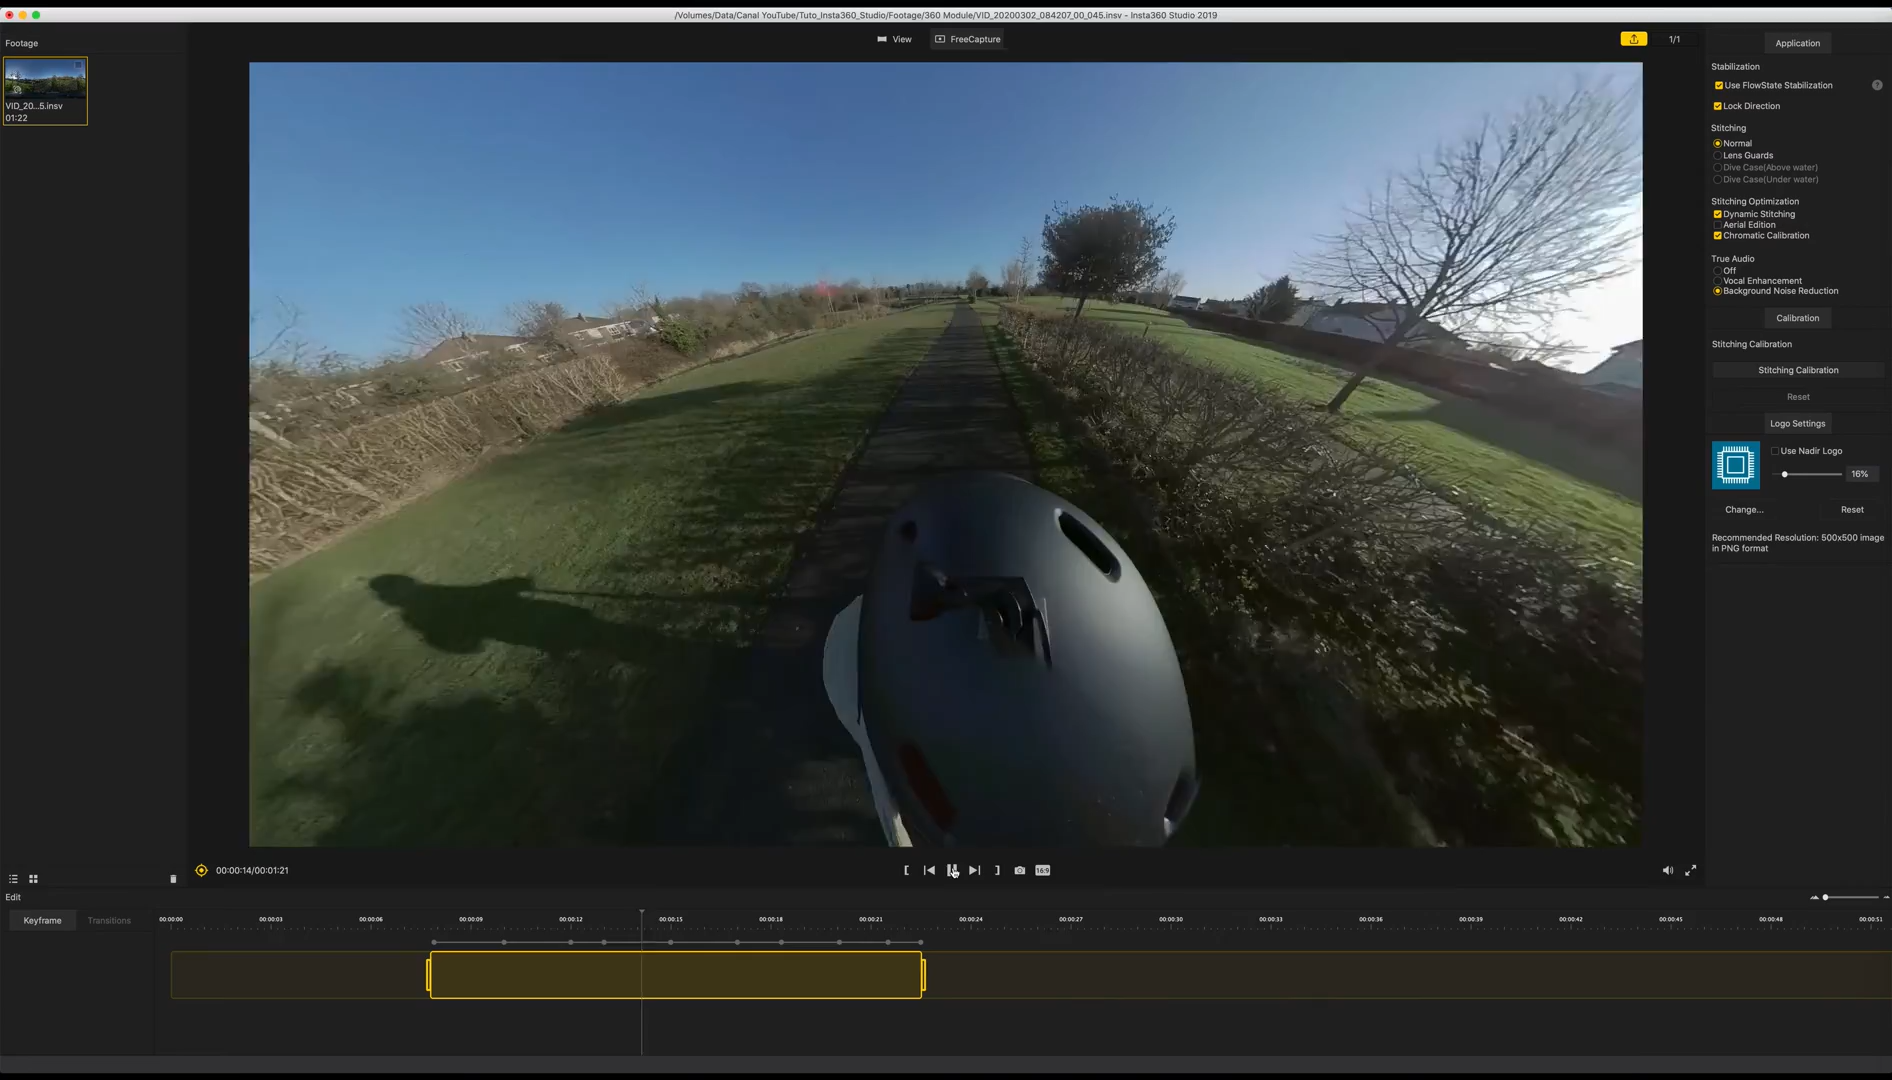 /Volumes/Data/Canal YouTube/Tuto_Insta360_Studio/Footage/360 Module/VID_20200302_084207_00_045.insv - Insta360 Studio 2019
Footage
View
FreeCapture
1/1
Application
VID_20...5.insv
01:22
Stabilization
Use FlowState Stabilization
?
Lock Direction
Stitching
Normal
Lens Guards
Dive Case(Above water)
Dive Case(Under water)
Stitching Optimization
Dynamic Stitching
Aerial Edition
Chromatic Calibration
True Audio
Off
Vocal Enhancement
Background Noise Reduction
Calibration
Stitching Calibration
Stitching Calibration
Reset
Logo Settings
Use Nadir Logo
16%
Change...
Reset
Recommended Resolution: 500x500 image
in PNG format
00:00:14/00:01:21
16:9
Edit
Keyframe
Transitions
00:00:00 00:00:03 00:00:06 00:00:09 00:00:12 00:00:15 00:00:18 00:00:21 00:00:24 00:00:27 00:00:30 00:00:33 00:00:36 00:00:39 00:00:42 00:00:45 00:00:48 00:00:51